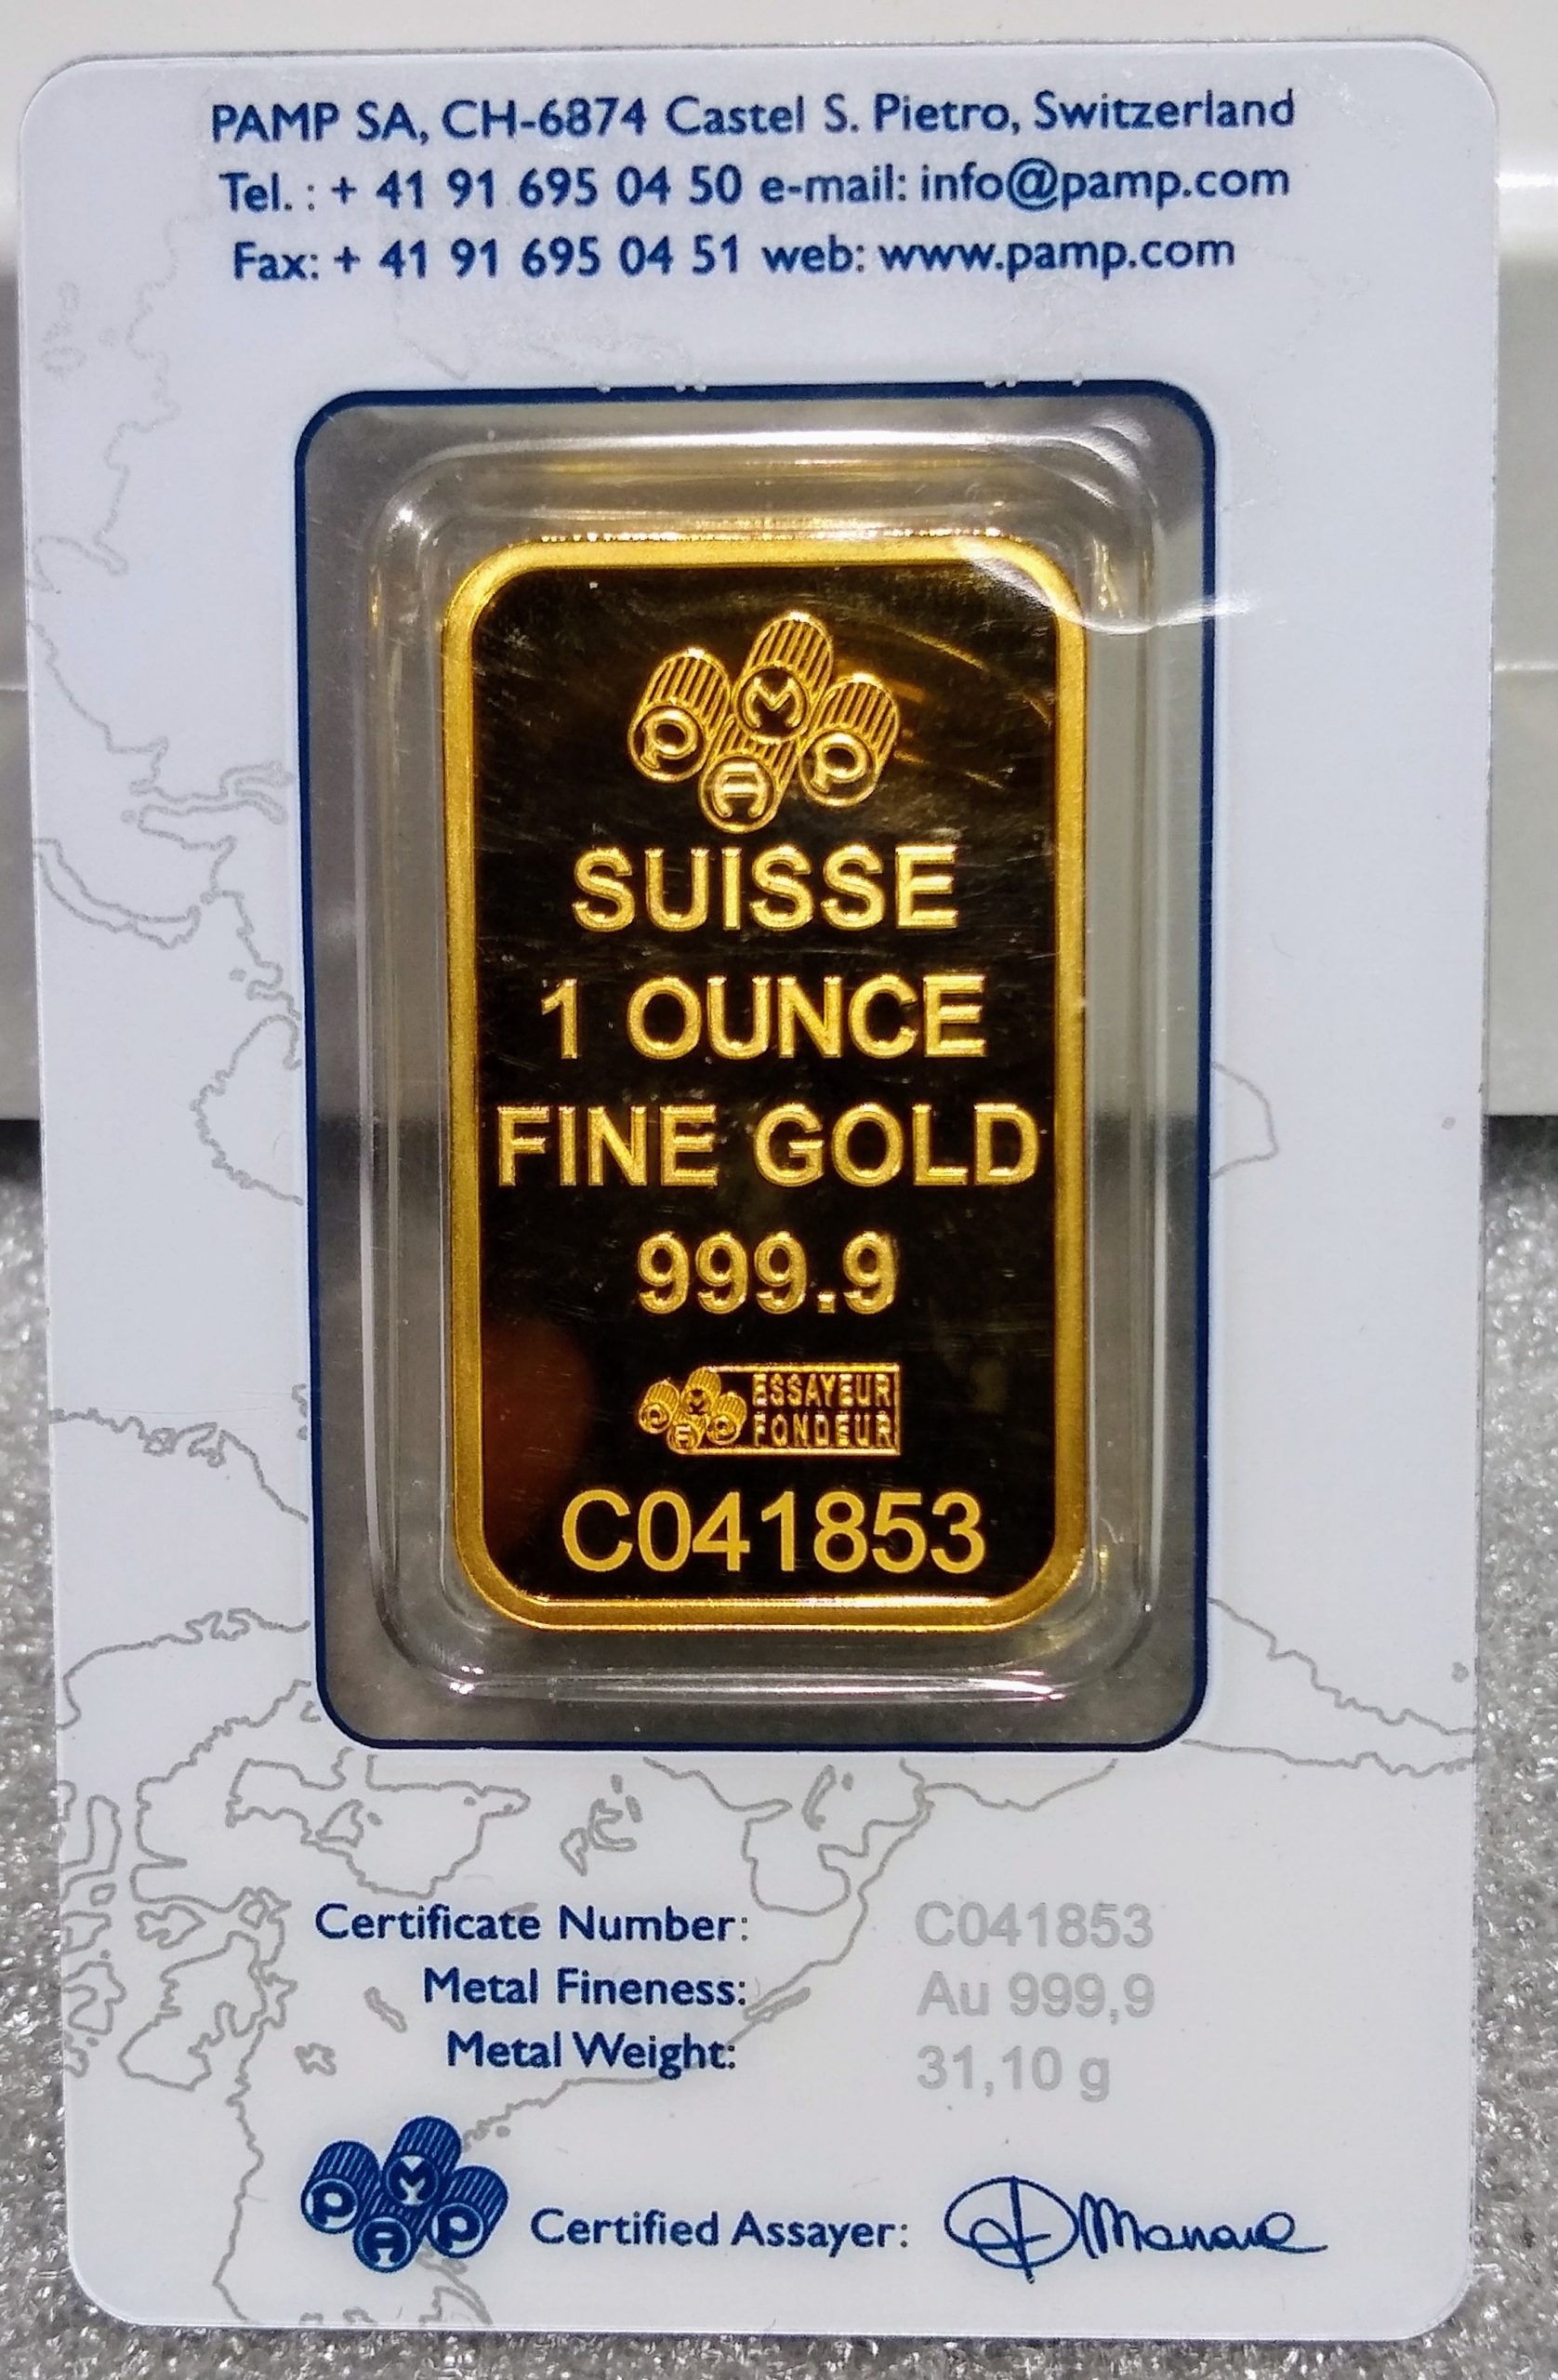 PAMP SA, CH-6874 Castel S. Pietro, Switzerland
Tel. : + 41 91 695 04 50 e-mail: info@pamp.com
Fax: + 41 91 695 04 51 web: www.pamp.com
PAMP
SUISSE
1 OUNCE
FINE GOLD
999.9
PAMP ESSAYEUR
FONDEUR
C041853
Certificate Number: C041853
Metal Fineness: Au 999,9
Metal Weight: 31,10 g
PAMP Certified Assayer: